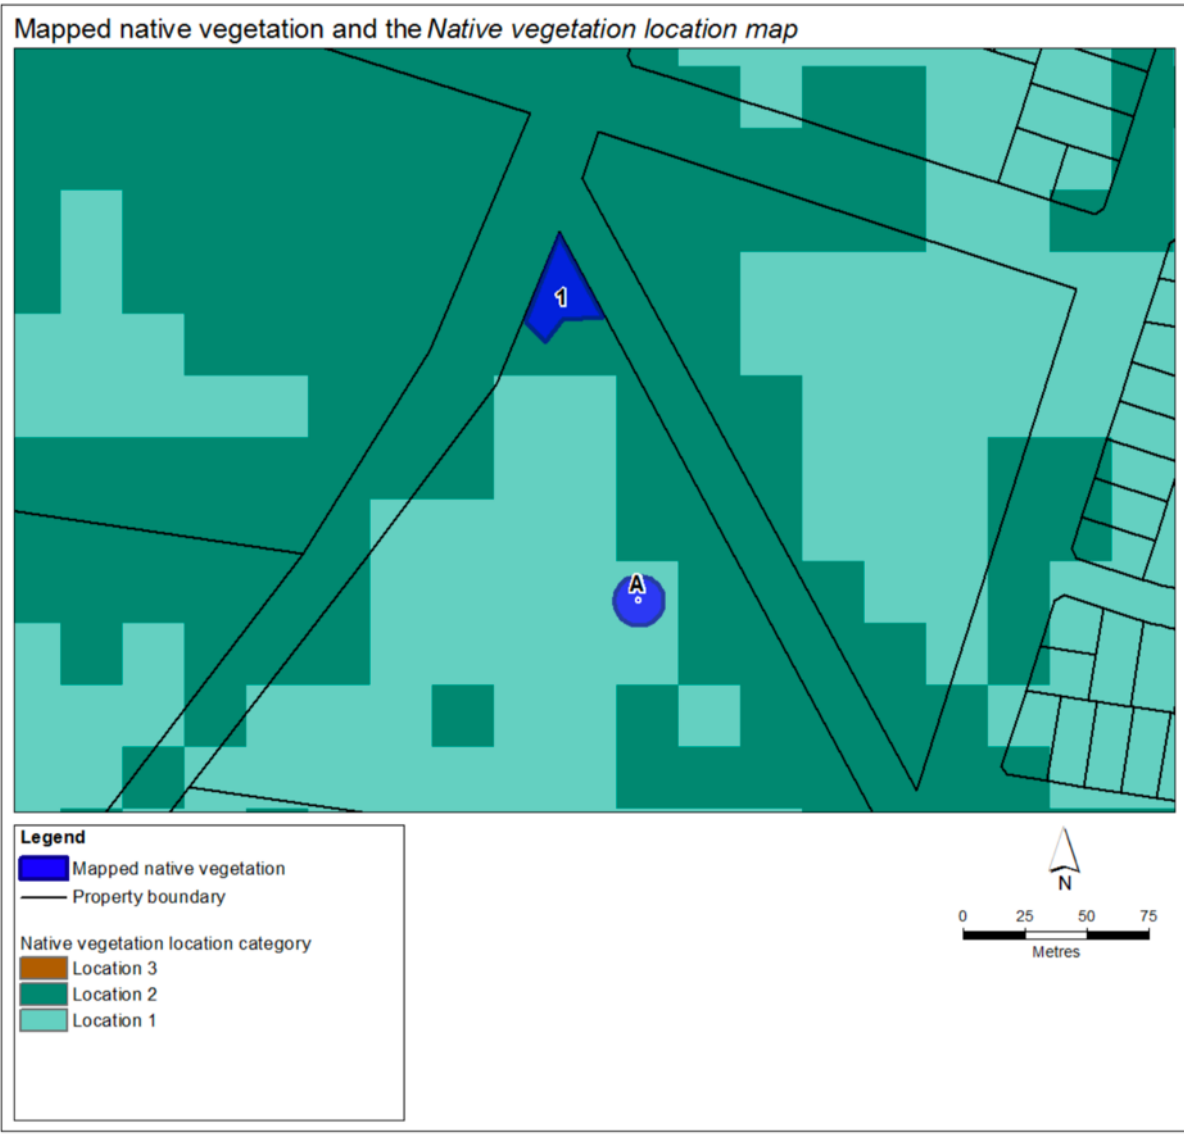 Mapped native vegetation and the Native vegetation location map
1
A
Legend
Mapped native vegetation
Property boundary
Native vegetation location category
Location 3
Location 2
Location 1
N
0 25 50 75
Metres